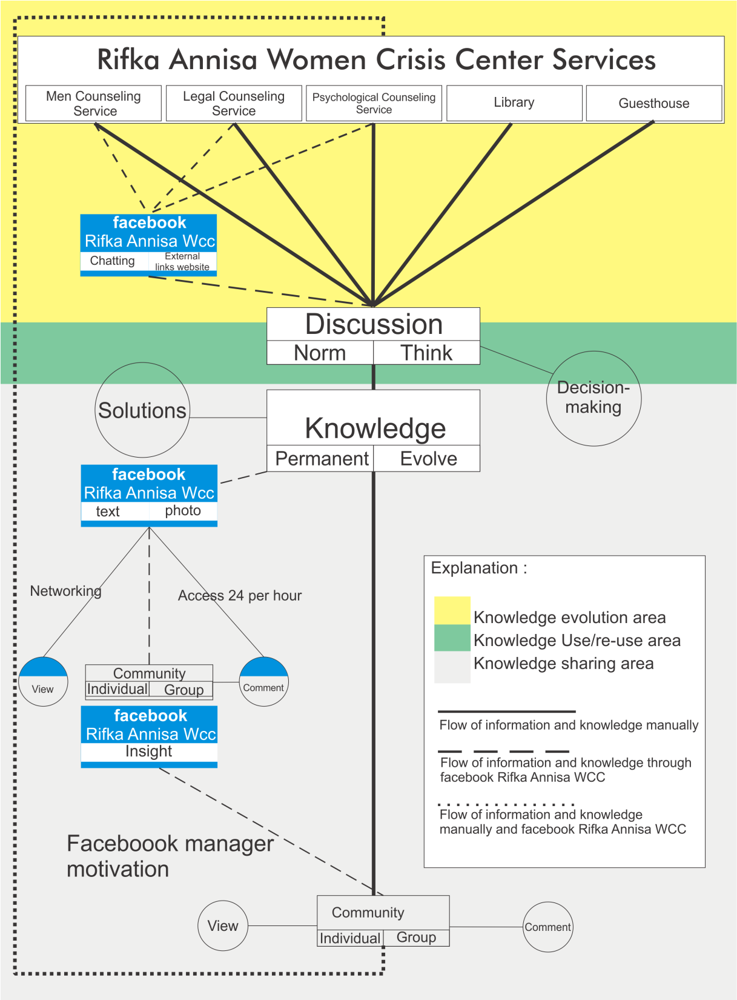 Rifka Annisa Women Crisis Center Services
Men Counseling
Service
Legal Counseling
Service
Psychological Counseling
Service
Library
Guesthouse
facebook
Rifka Annisa Wcc
Chatting
External
links website
Discussion
Norm
Think
Decision-
making
Solutions
Knowledge
Permanent
Evolve
facebook
Rifka Annisa Wcc
text
photo
Networking
Access 24 per hour
View
Community
Individual
Group
Comment
facebook
Rifka Annisa Wcc
Insight
Explanation :
Knowledge evolution area
Knowledge Use/re-use area
Knowledge sharing area
Flow of information and knowledge manually
Flow of information and knowledge through
facebook Rifka Annisa WCC
Flow of information and knowledge
manually and facebook Rifka Annisa WCC
Faceboook manager
motivation
View
Community
Individual
Group
Comment